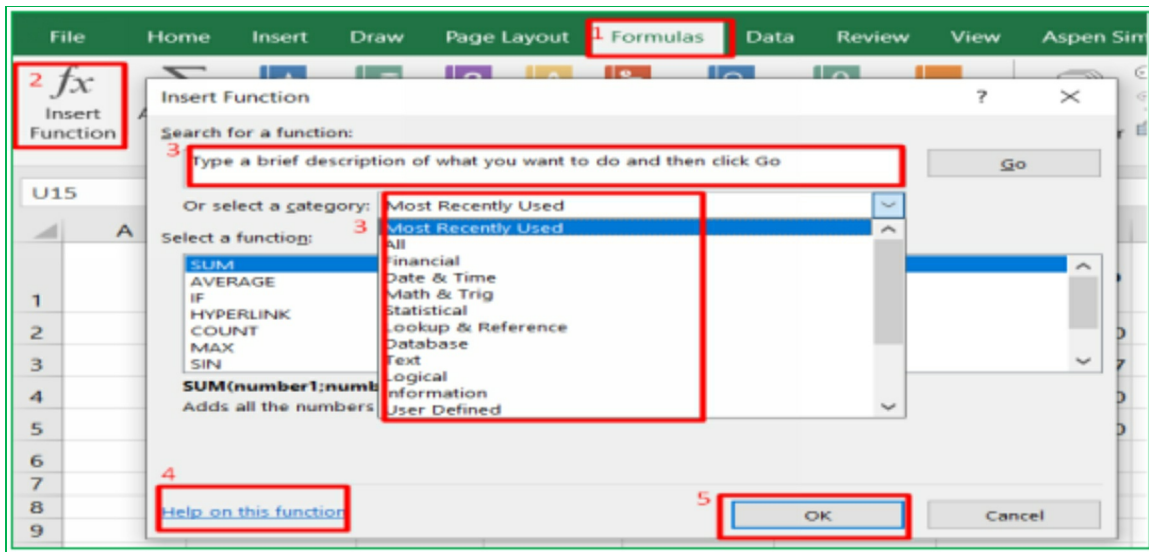 File Home Insert Draw Page Layout 1 Formulas Data Review View Aspen Sim
2 fx
Insert
Function
Insert Function ? ×
Search for a function:
3 Type a brief description of what you want to do and then click Go
Go
U15
Or select a category: Most Recently Used
3
Most Recently Used
All
Financial
Date & Time
Math & Trig
Statistical
Lookup & Reference
Database
Text
Logical
Information
User Defined
A
Select a function:
SUM
AVERAGE
IF
HYPERLINK
COUNT
MAX
SIN
SUM(number1;numb
Adds all the numbers
1
2
3
4
5
6
7
8
9
4
Help on this function
5
OK
Cancel